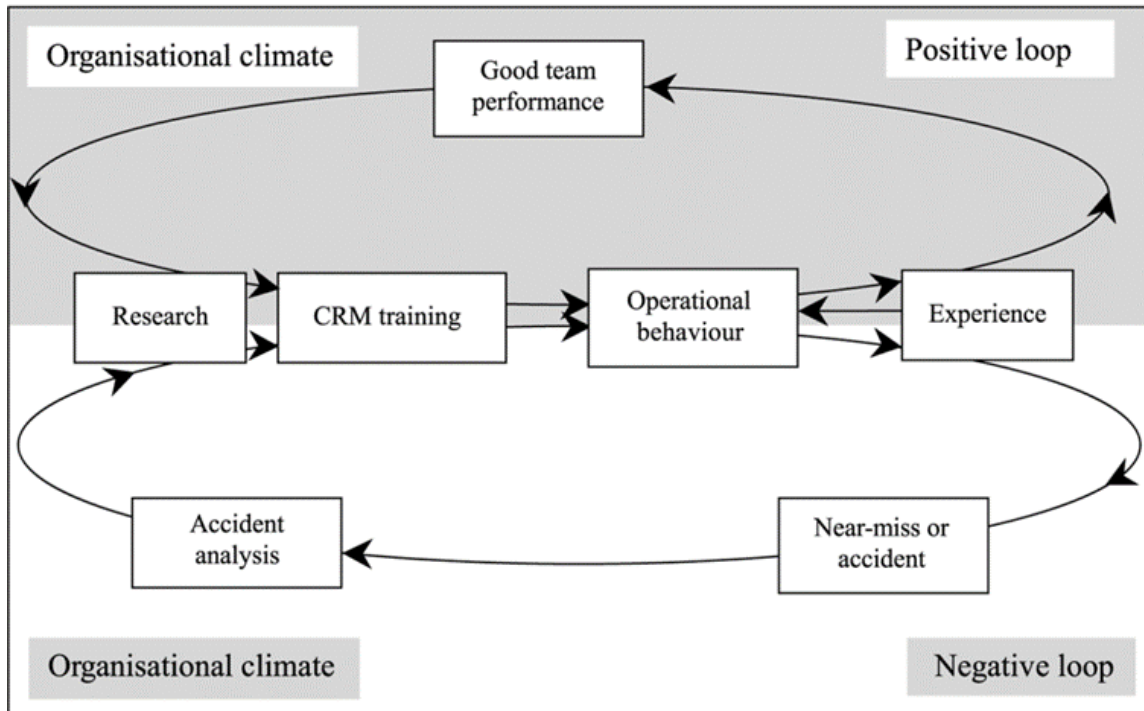 Organisational climate
Positive loop
Good team
performance
Research
CRM training
Operational
behaviour
Experience
Accident
analysis
Near-miss or
accident
Organisational climate
Negative loop